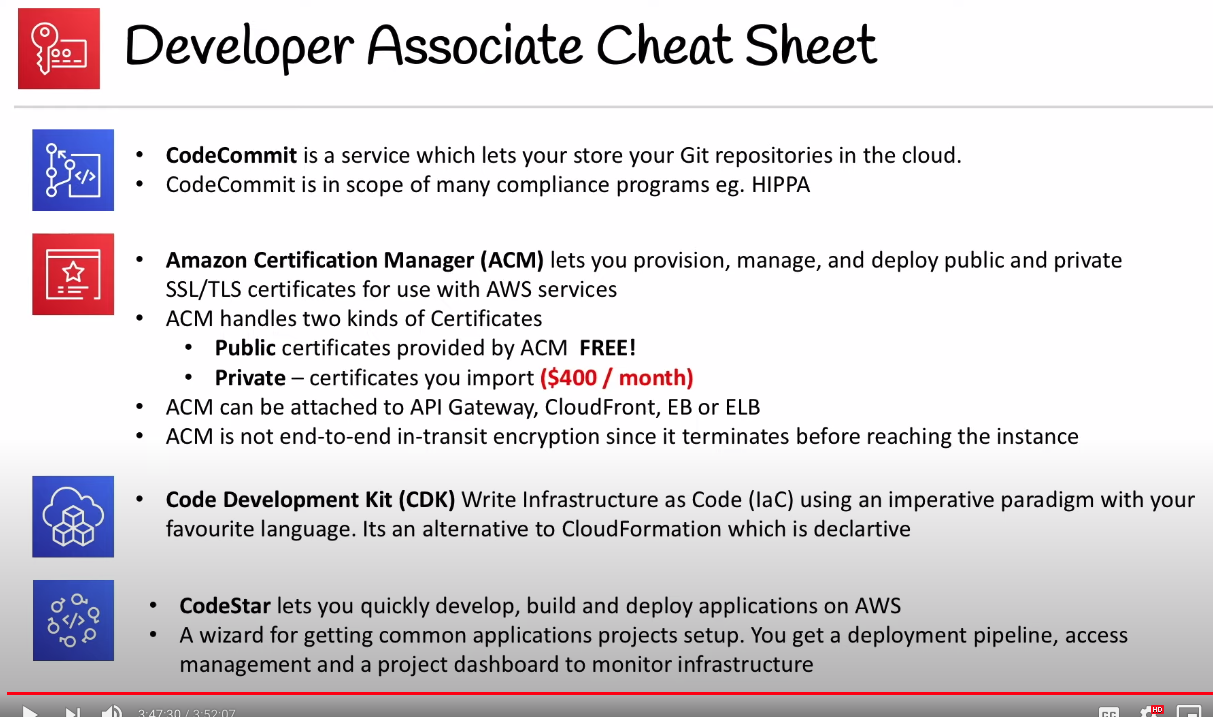 Developer Associate Cheat Sheet
• CodeCommit is a service which lets your store your Git repositories in the cloud.
• CodeCommit is in scope of many compliance programs eg. HIPPA
• Amazon Certification Manager (ACM) lets you provision, manage, and deploy public and private
SSL/TLS certificates for use with AWS services
• ACM handles two kinds of Certificates
• Public certificates provided by ACM FREE!
• Private – certificates you import ($400 / month)
• ACM can be attached to API Gateway, CloudFront, EB or ELB
• ACM is not end-to-end in-transit encryption since it terminates before reaching the instance
• Code Development Kit (CDK) Write Infrastructure as Code (IaC) using an imperative paradigm with your
favourite language. Its an alternative to CloudFormation which is declartive
• CodeStar lets you quickly develop, build and deploy applications on AWS
• A wizard for getting common applications projects setup. You get a deployment pipeline, access
management and a project dashboard to monitor infrastructure
3:47:30 / 3:52:07
CC
HD